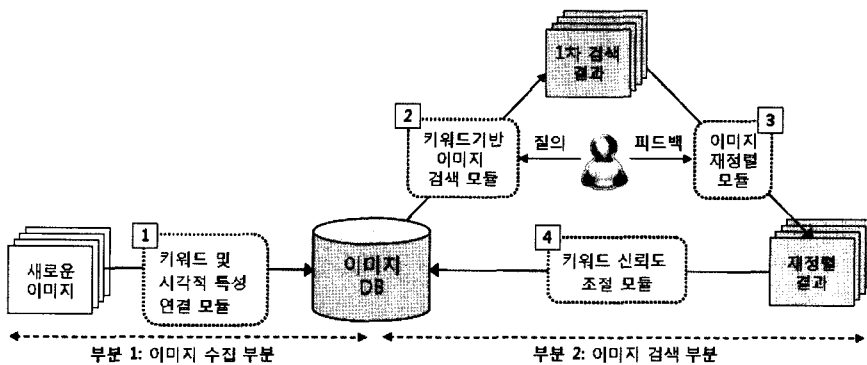 1차 검색
결과
2
키워드기반
이미지
검색 모듈
질의
피드백
3
이미지
재정렬
모듈
새로운
이미지
1
키워드 및
시각적 특성
연결 모듈
이미지
DB
4
키워드 신뢰도
조절 모듈
재정렬
결과
부분 1: 이미지 수집 부분
부분 2: 이미지 검색 부분